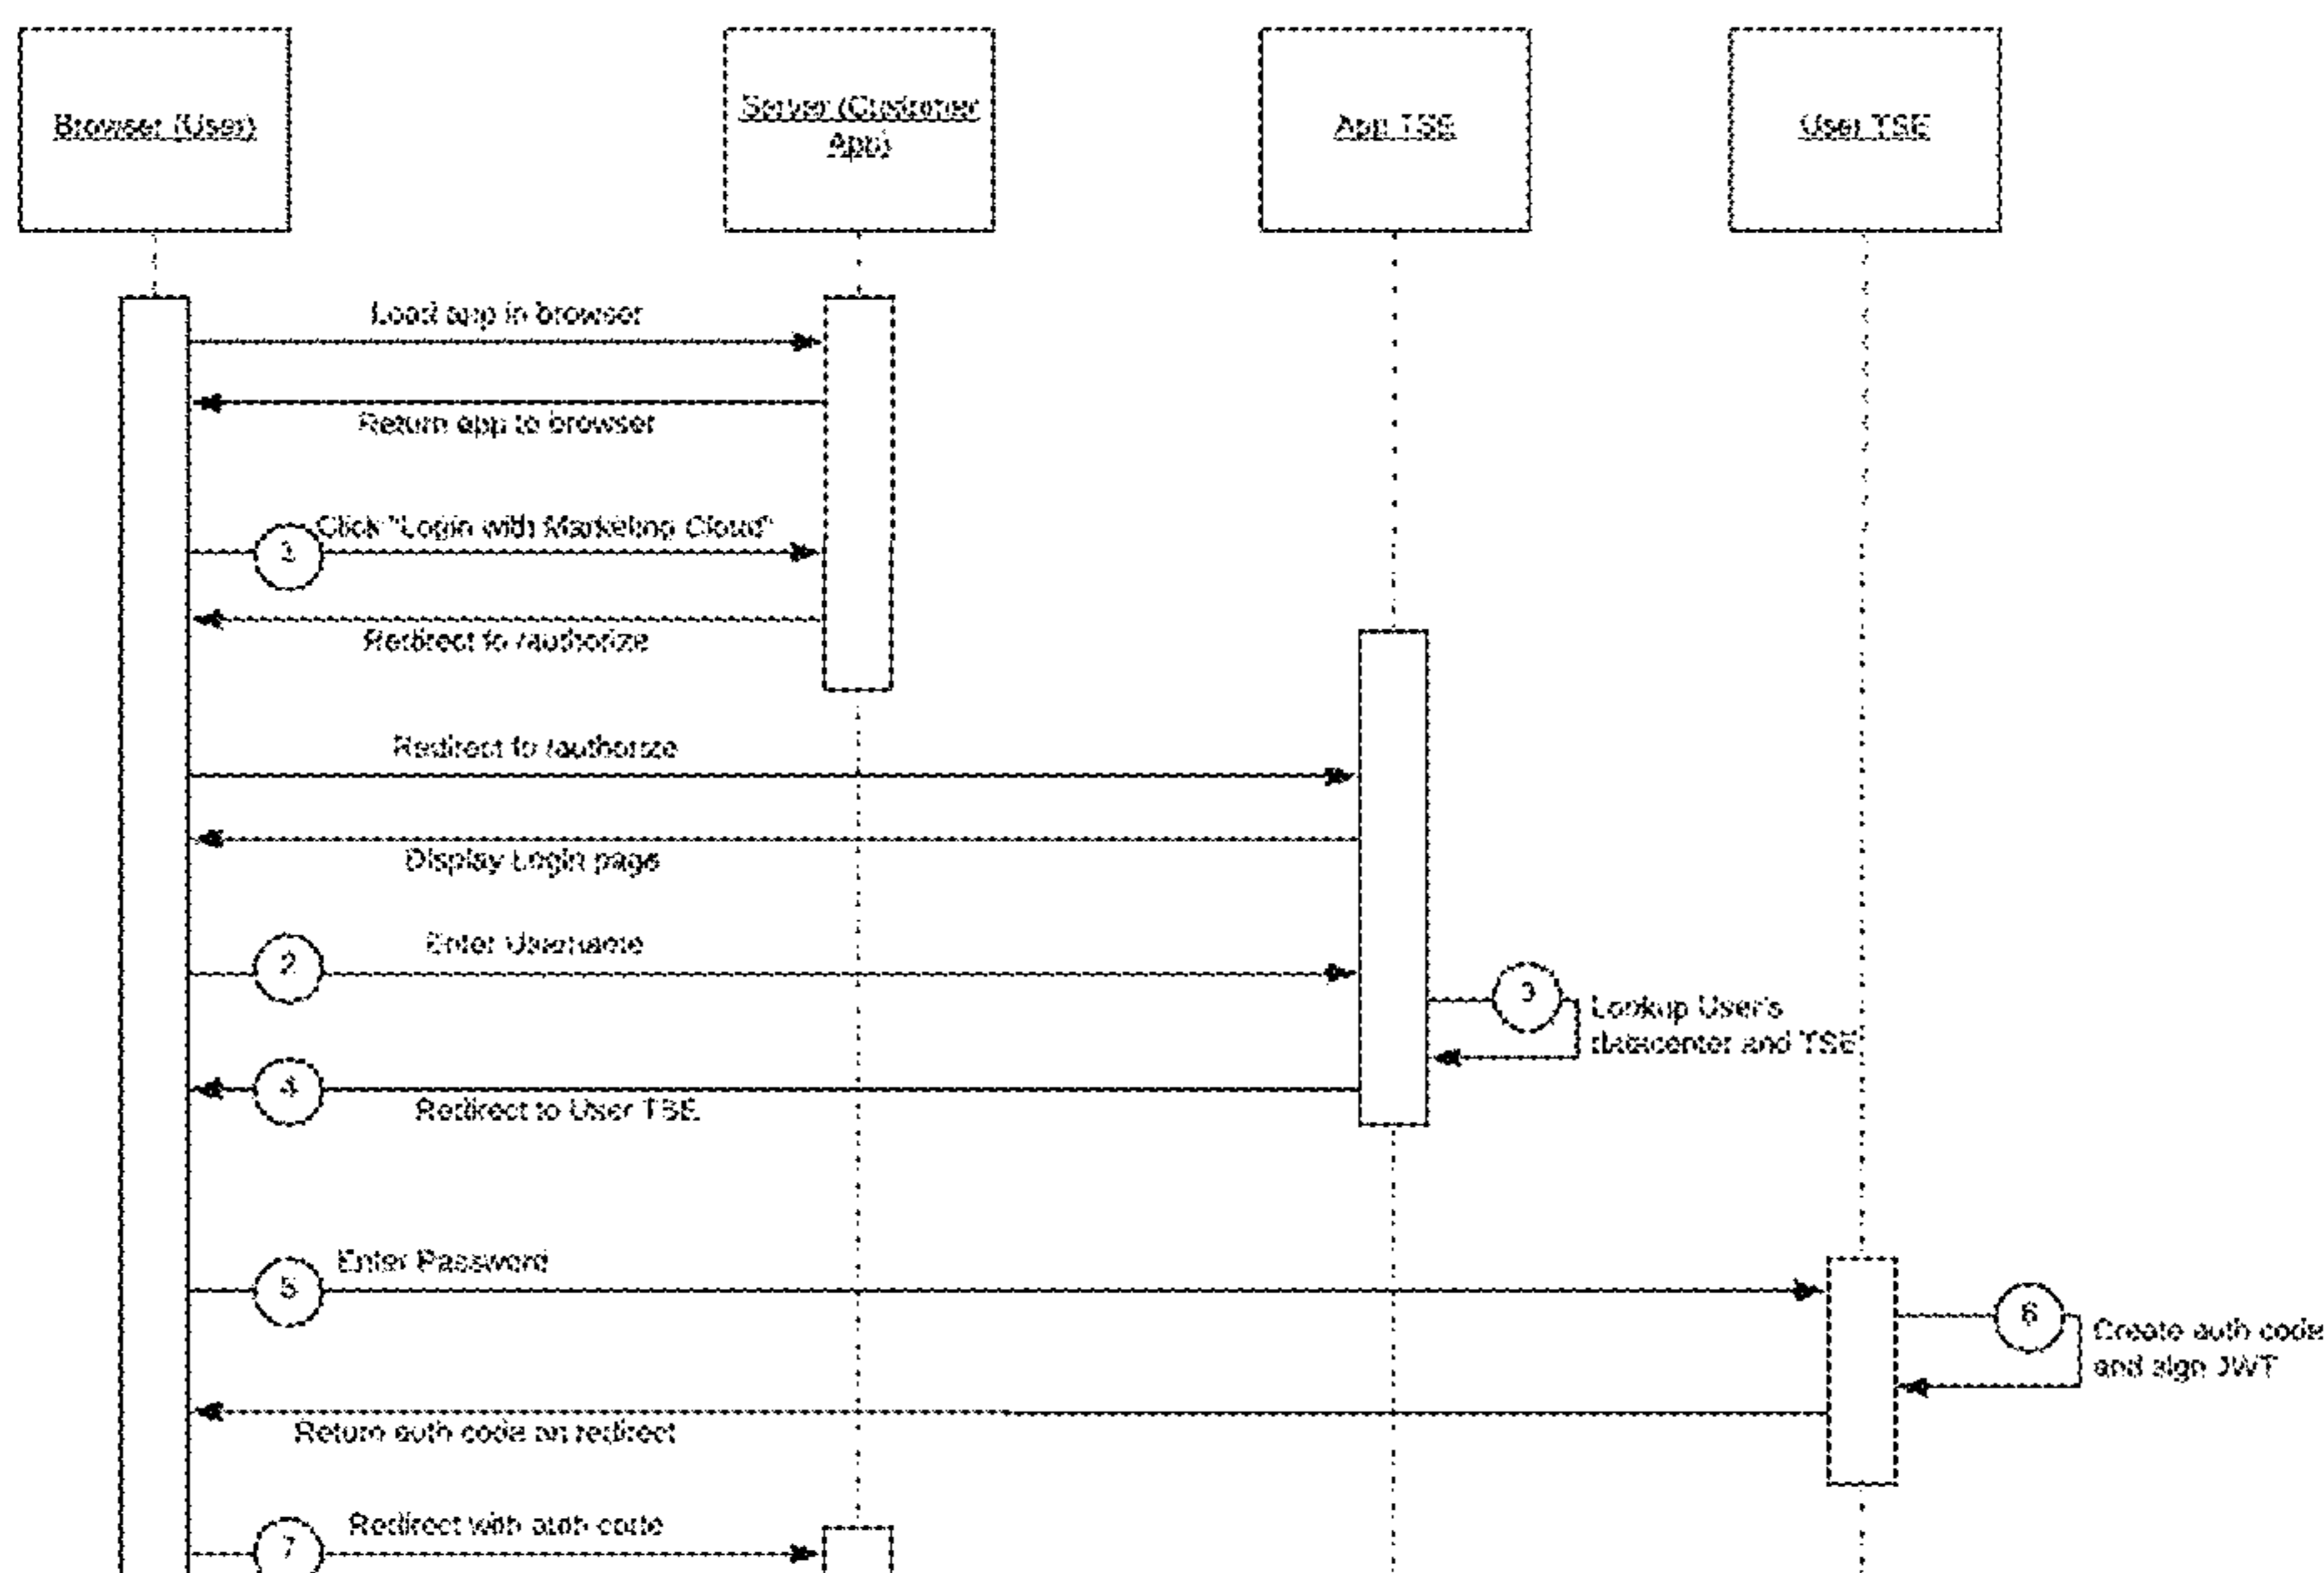 Browser (User)
Server (Customer
App)
App TSE
User TSE
Load app in browser
Return app to browser
Click "Login with Marketing Cloud"
1
Redirect to /authorize
Redirect to /authorize
Display Login page
Enter Username
2
3
Lookup User's
datacenter and TSE
4
Redirect to User TSE
Enter Password
5
6
Create auth code
and sign JWT
Return auth code on redirect
Redirect with auth code
7